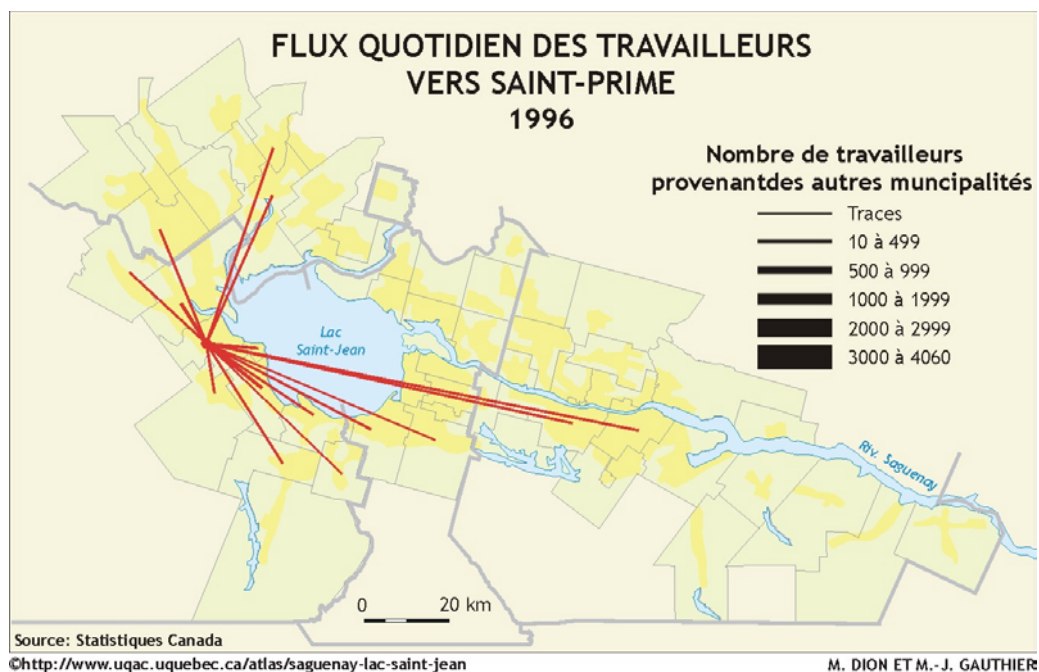 FLUX QUOTIDIEN DES TRAVAILLEURS
VERS SAINT-PRIME
1996
Nombre de travailleurs
provenantdes autres muncipalités
Traces
10 à 499
500 à 999
1000 à 1999
2000 à 2999
3000 à 4060
Lac
Saint-Jean
Riv. Saguenay
0 20 km
Source: Statistiques Canada
©http://www.uqac.uquebec.ca/atlas/saguenay-lac-saint-jean
M. DION ET M.-J. GAUTHIER